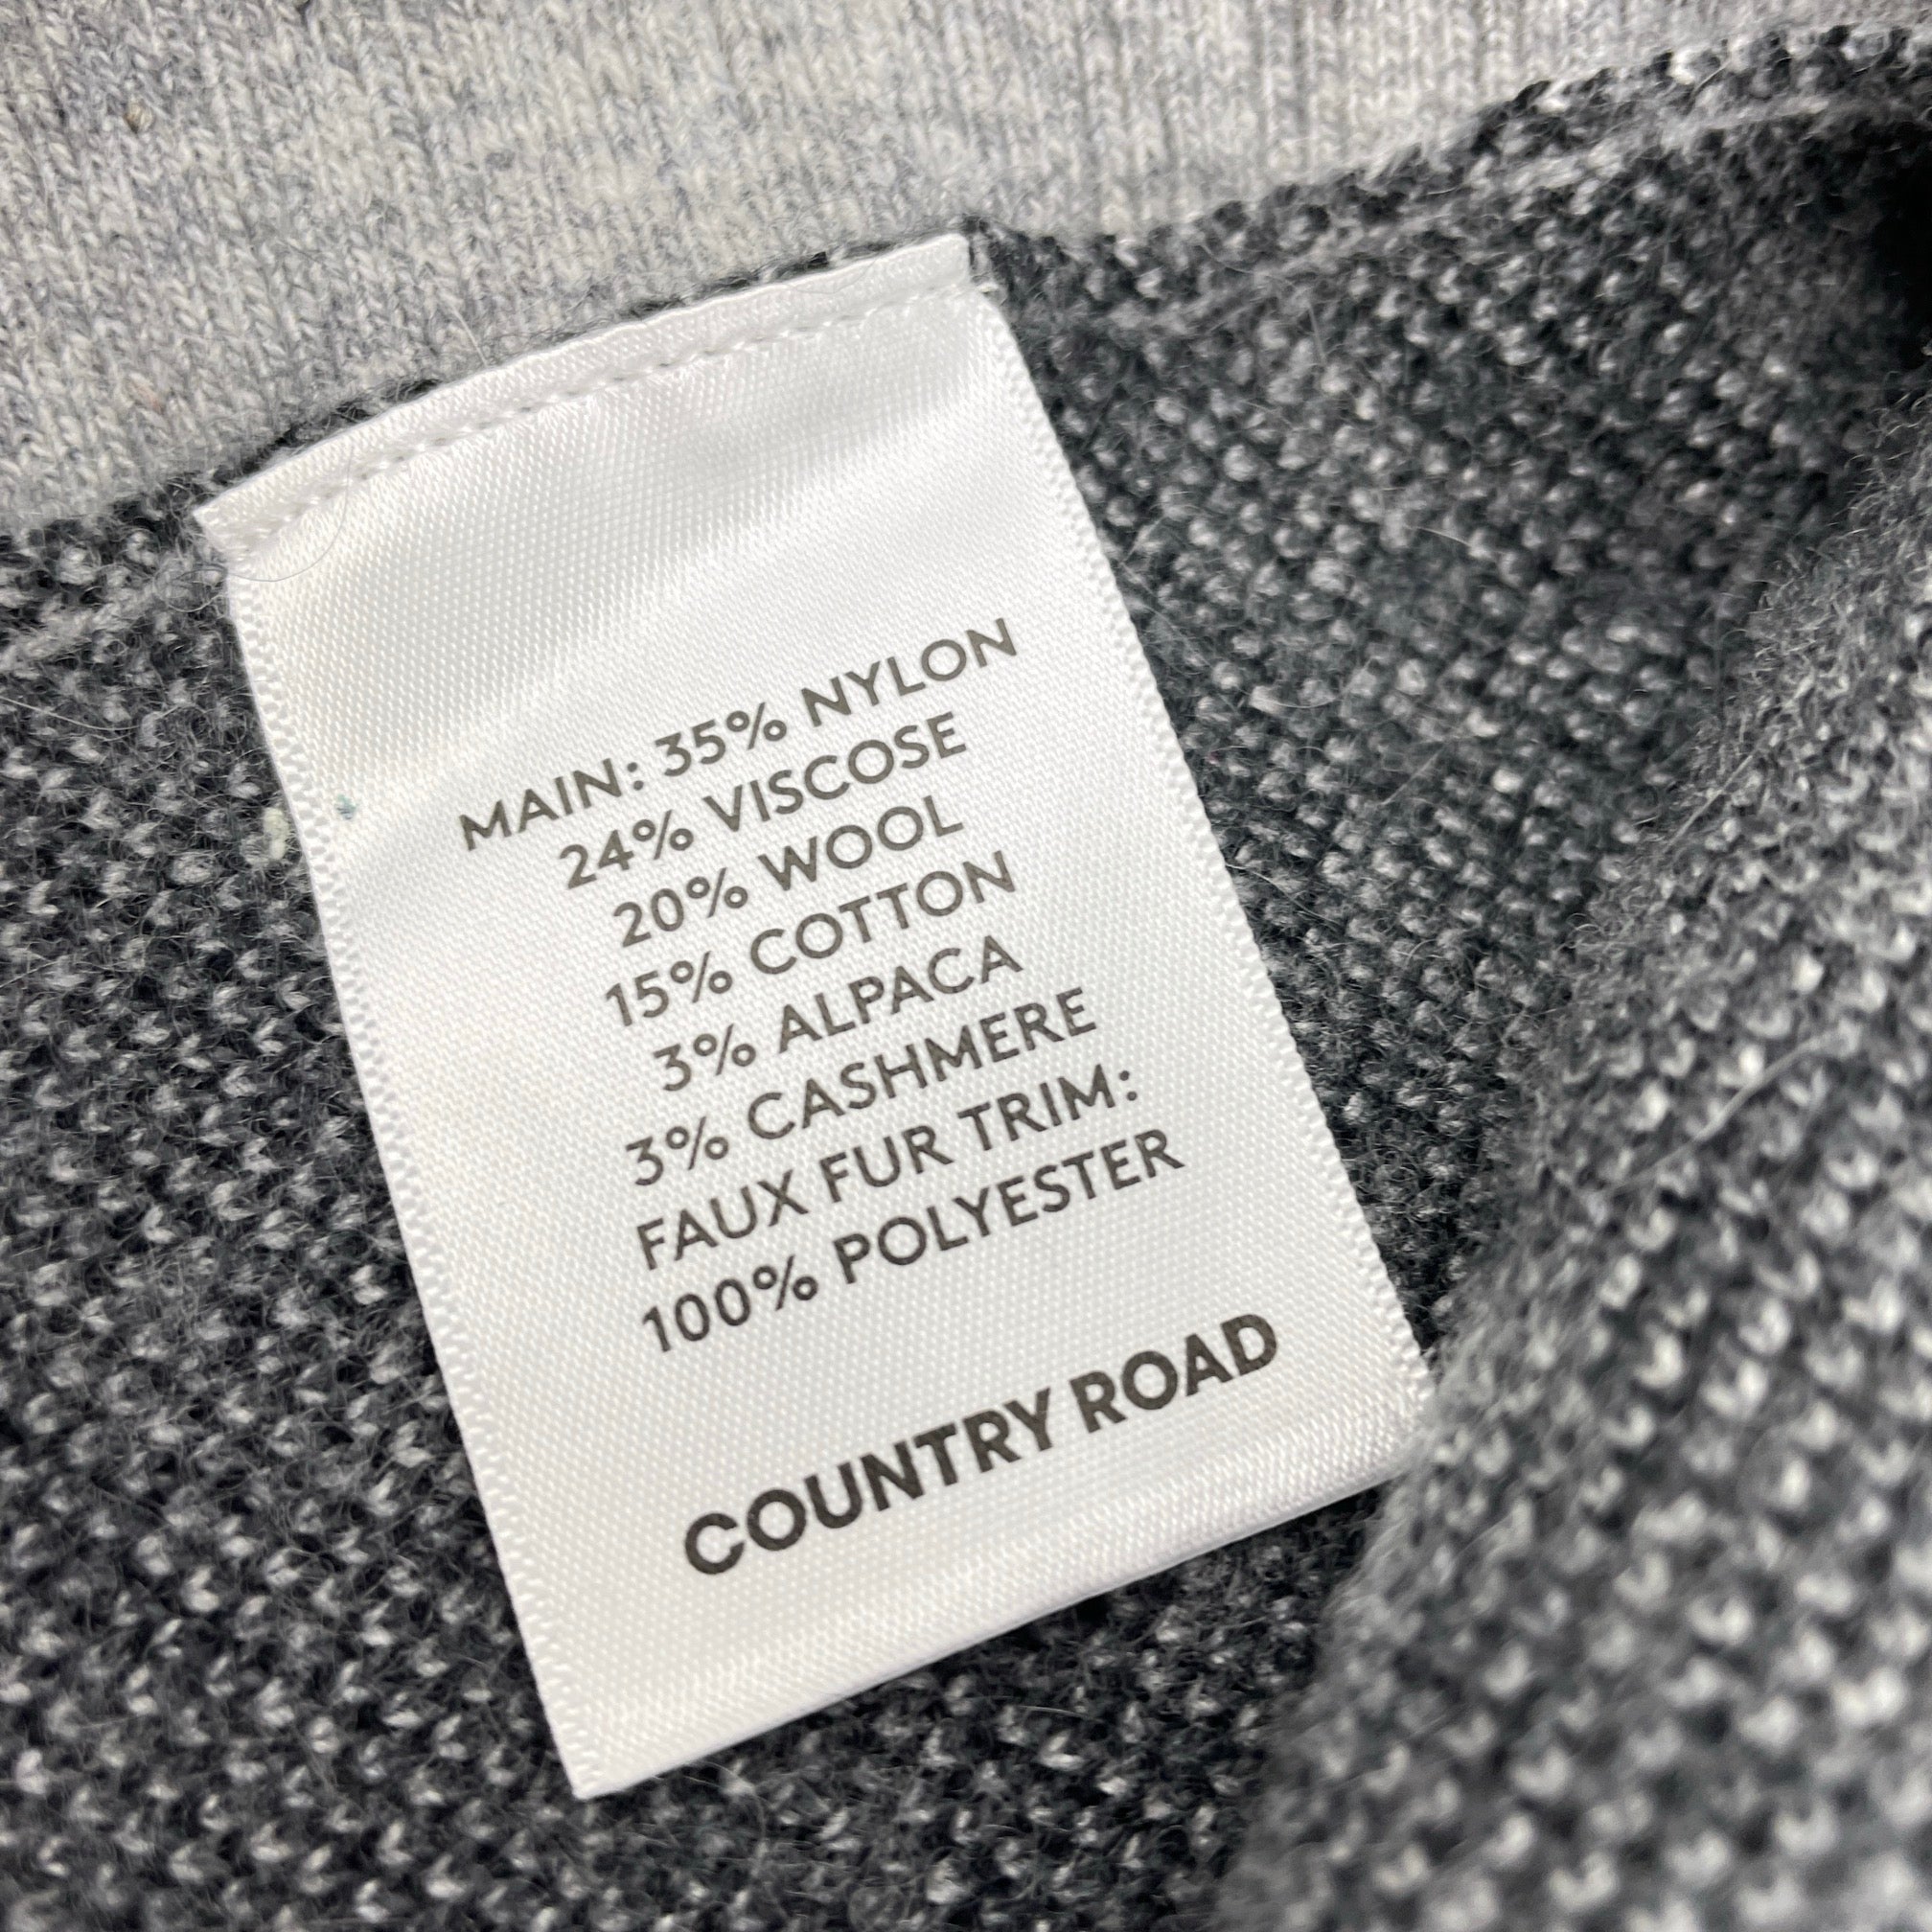 MAIN: 35% NYLON
24% VISCOSE
20% WOOL
15% COTTON
3% ALPACA
3% CASHMERE
FAUX FUR TRIM:
100% POLYESTER
COUNTRY ROAD